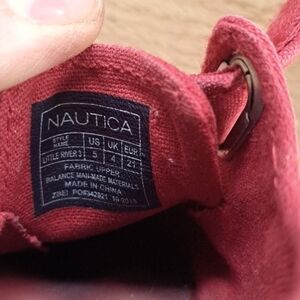 NAUTICA
STYLE NAME US UK EUR
LITTLE RIVER 3 5 4 21
FABRIC UPPER
BALANCE MAN-MADE MATERIALS
MADE IN CHINA